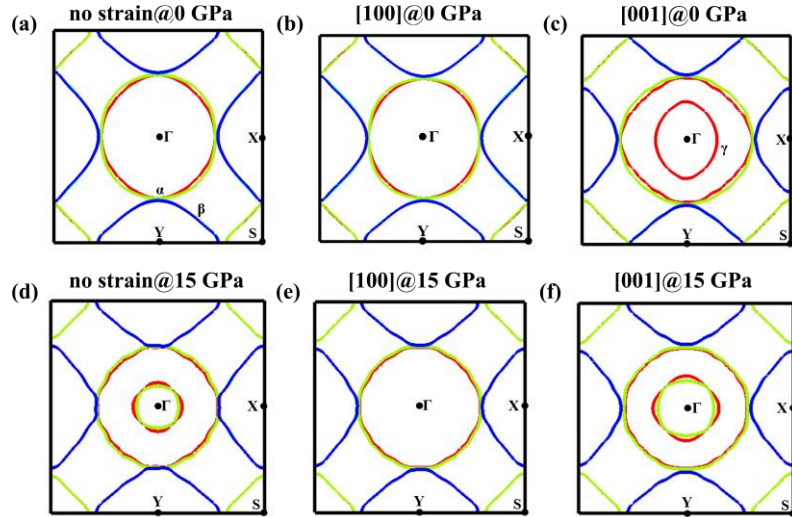 (a) no strain@0 GPa
Γ
X
α
β
Y
S
(b) [100]@0 GPa
Γ
X
Y
S
(c) [001]@0 GPa
Γ
X
γ
Y
S
(d) no strain@15 GPa
Γ
X
Y
S
(e) [100]@15 GPa
Γ
X
Y
S
(f) [001]@15 GPa
Γ
X
Y
S